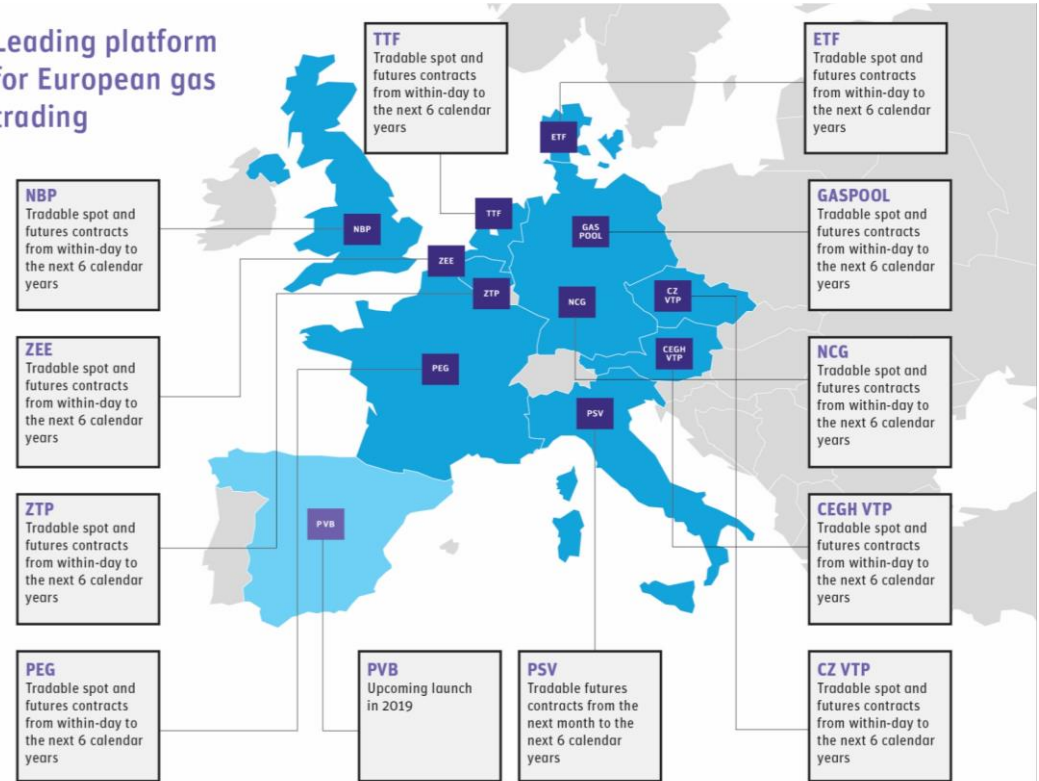 Leading platform
for European gas
trading
TTF
Tradable spot and
futures contracts
from within-day to
the next 6 calendar
years
ETF
Tradable spot and
futures contracts
from within-day to
the next 6 calendar
years
NBP
Tradable spot and
futures contracts
from within-day to
the next 6 calendar
years
GASPOOL
Tradable spot and
futures contracts
from within-day to
the next 6 calendar
years
ZEE
Tradable spot and
futures contracts
from within-day to
the next 6 calendar
years
NCG
Tradable spot and
futures contracts
from within-day to
the next 6 calendar
years
ZTP
Tradable spot and
futures contracts
from within-day to
the next 6 calendar
years
CEGH VTP
Tradable spot and
futures contracts
from within-day to
the next 6 calendar
years
PEG
Tradable spot and
futures contracts
from within-day to
the next 6 calendar
years
PVB
Upcoming launch
in 2019
PSV
Tradable futures
contracts from the
next month to the
next 6 calendar
years
CZ VTP
Tradable spot and
futures contracts
from within-day to
the next 6 calendar
years
ETF
TTF
NBP
GAS
POOL
ZEE
ZTP
NCG
CZ
VTP
CEGH
VTP
PEG
PSV
PVB